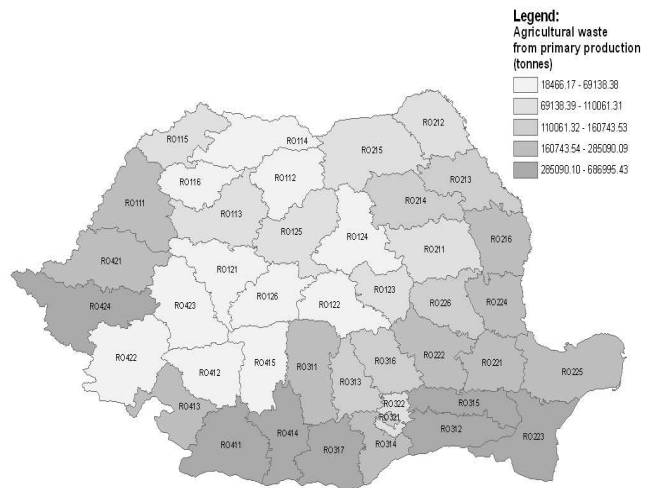 Legend:
Agricultural waste
from primary production
(tonnes)
18466.17 - 69138.38
69138.39 - 110061.31
110061.32 - 160743.53
160743.54 - 285090.09
285090.10 - 686995.43
RO212
RO115
RO114
RO215
RO116
RO112
RO213
RO111
RO113
RO214
RO125
RO124
RO216
RO211
RO421
RO121
RO424
RO126
RO123
RO423
RO122
RO226
RO224
RO422
RO415
RO311
RO316
RO222
RO221
RO412
RO313
RO225
RO413
RO322
RO315
RO321
RO312
RO223
RO411
RO414
RO317
RO314